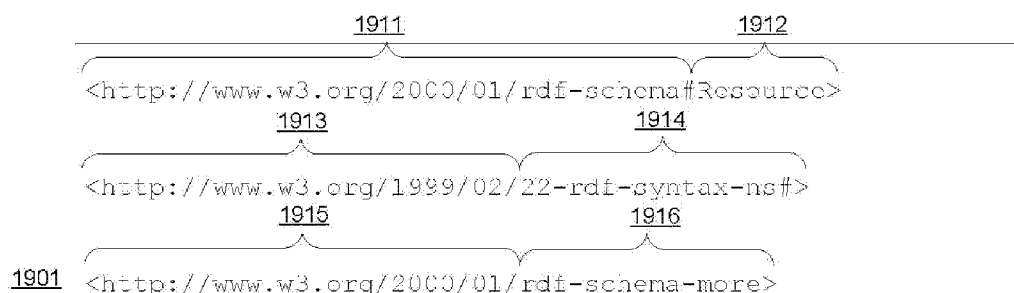 1911 1912
<http://www.w3.org/2000/01/rdf-schema#Resource>
1913 1914
<http://www.w3.org/1999/02/22-rdf-syntax-ns#>
1915 1916
1901 <http://www.w3.org/2000/01/rdf-schema-more>